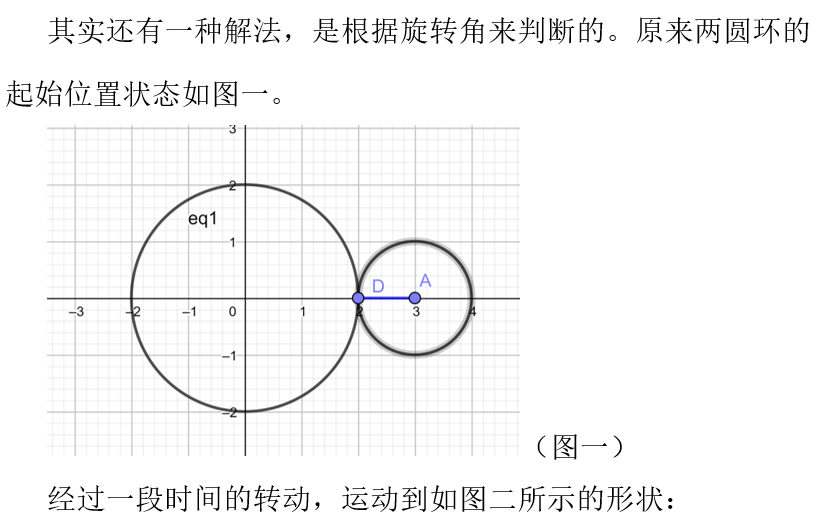 其实还有一种解法，是根据旋转角来判断的。原来两圆环的
起始位置状态如图一。
3
2
eq1
1
D
A
-3
-2
-1
0
1
2
3
4
-1
-2
（图一）
经过一段时间的转动，运动到如图二所示的形状：